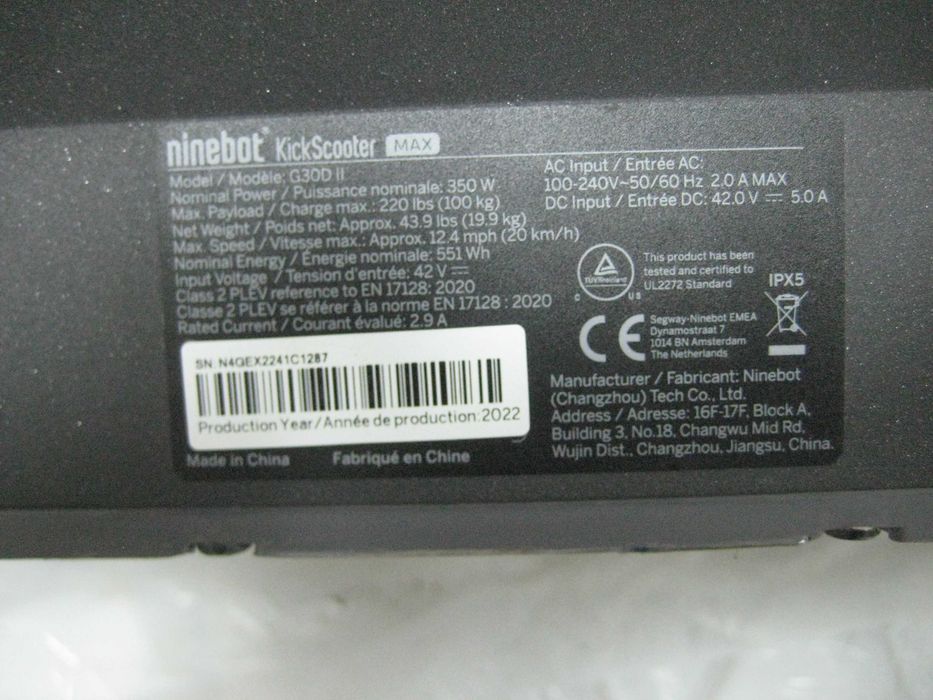 ninebot KickScooter MAX
Model / Modèle: G30D II
Nominal Power / Puissance nominale: 350 W
Max. Payload / Charge max.: 220 lbs (100 kg)
Net Weight / Poids net: Approx. 43.9 lbs (19.9 kg)
Max. Speed / Vitesse max.: Approx. 12.4 mph (20 km/h)
Nominal Energy / Énergie nominale: 551 Wh
Input Voltage / Tension d'entrée: 42 V ⎓
Class 2 PLEV reference to EN 17128: 2020
Classe 2 PLEV se référer à la norme EN 17128 : 2020
Rated Current / Courant évalué: 2.9 A
SN: N4GEX2241C1287
Production Year/Année de production:2022
Made in China Fabriqué en Chine
AC Input / Entrée AC:
100-240V~50/60 Hz 2.0 A MAX
DC Input / Entrée DC: 42.0 V ⎓ 5.0 A
TÜVRheinland
C US
This product has been
tested and certified to
UL2272 Standard
IPX5
CE
Segway-Ninebot EMEA
Dynamostraat 7
1014 BN Amsterdam
The Netherlands
Manufacturer / Fabricant: Ninebot
(Changzhou) Tech Co., Ltd.
Address / Adresse: 16F-17F, Block A,
Building 3, No.18, Changwu Mid Rd,
Wujin Dist., Changzhou, Jiangsu, China.